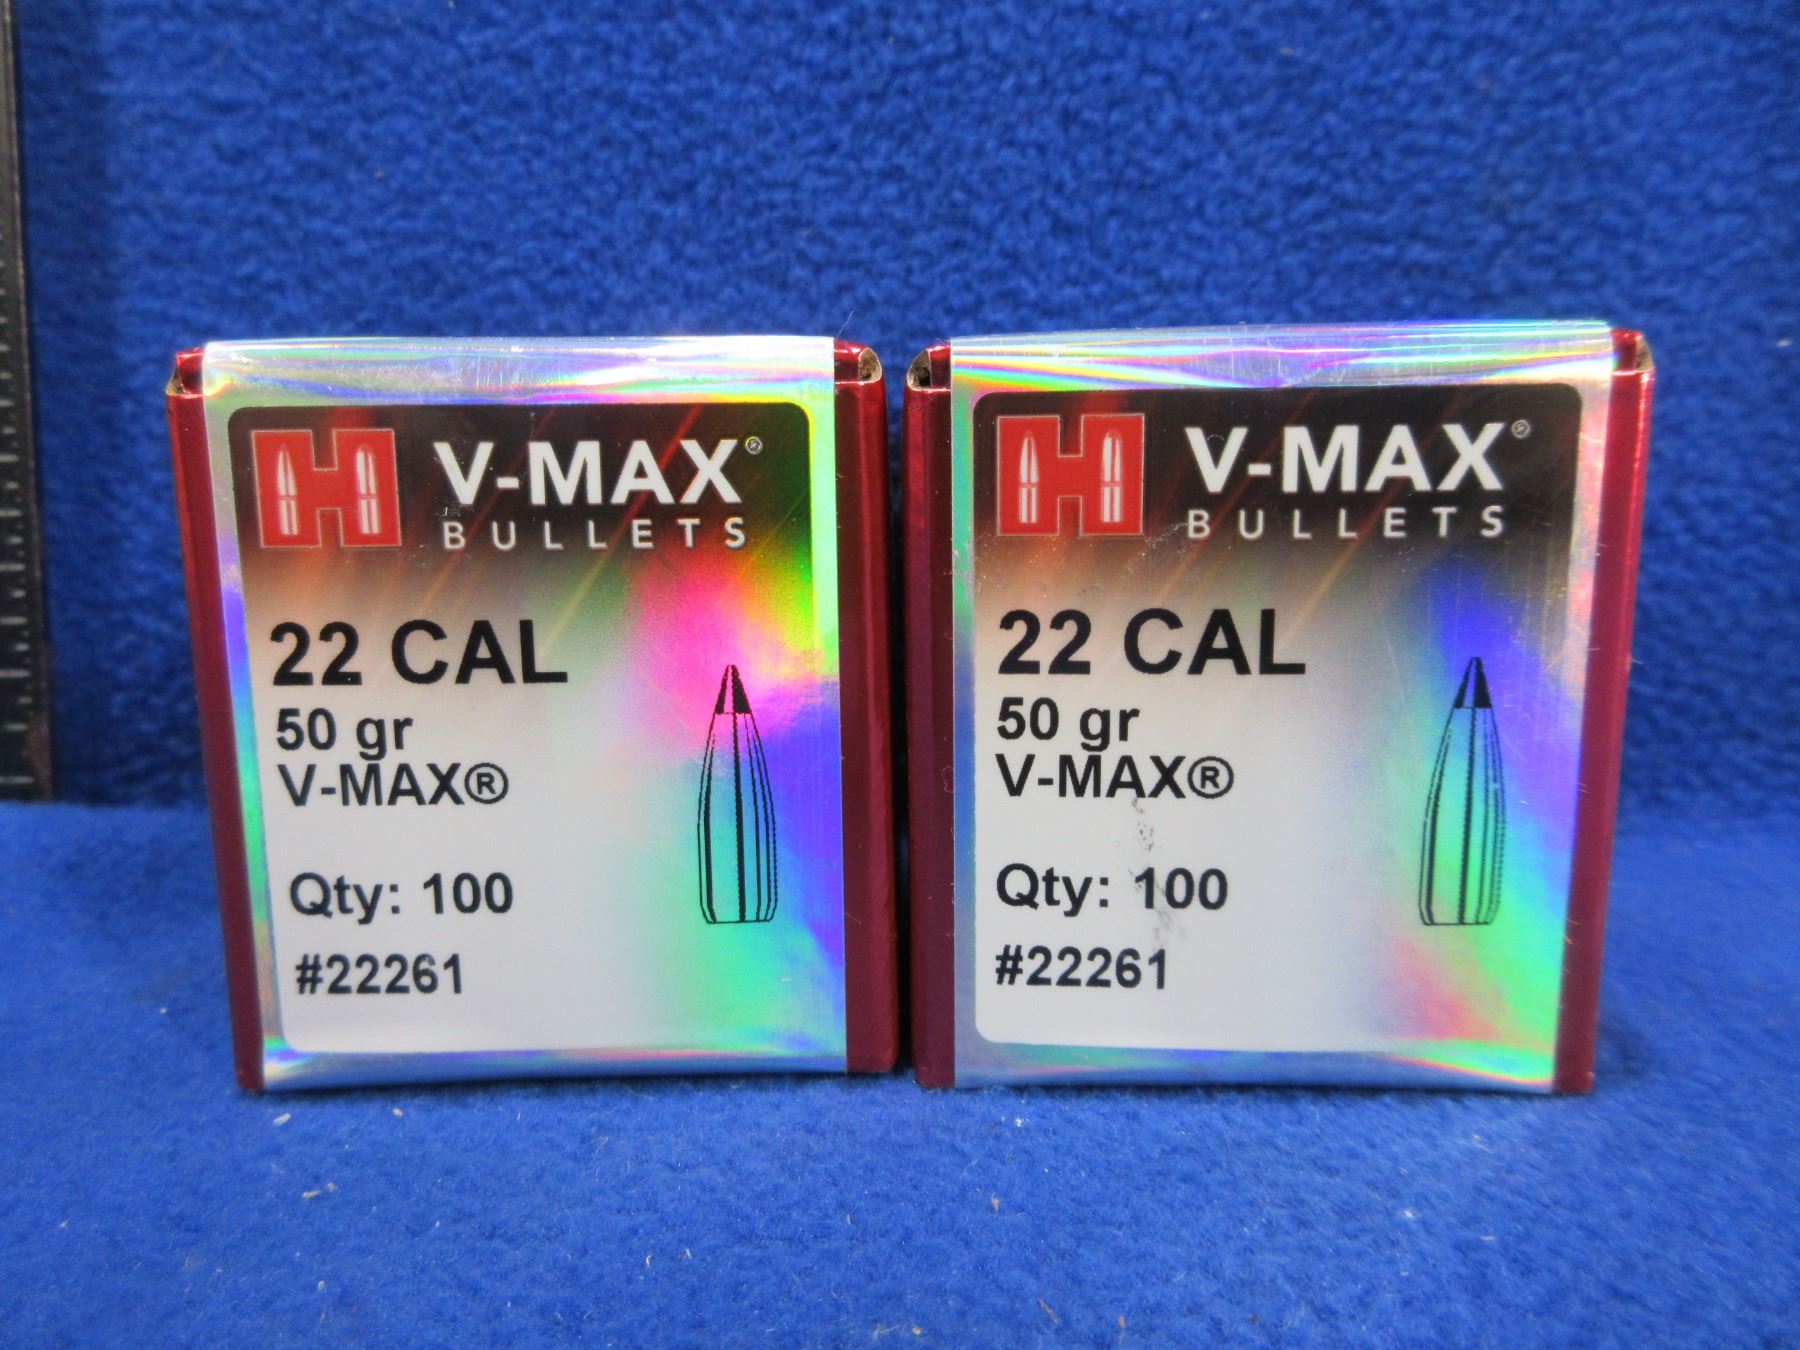 V-MAX®
BULLETS
22 CAL
50 gr
V-MAX®
Qty: 100
#22261
V-MAX®
BULLETS
22 CAL
50 gr
V-MAX®
Qty: 100
#22261